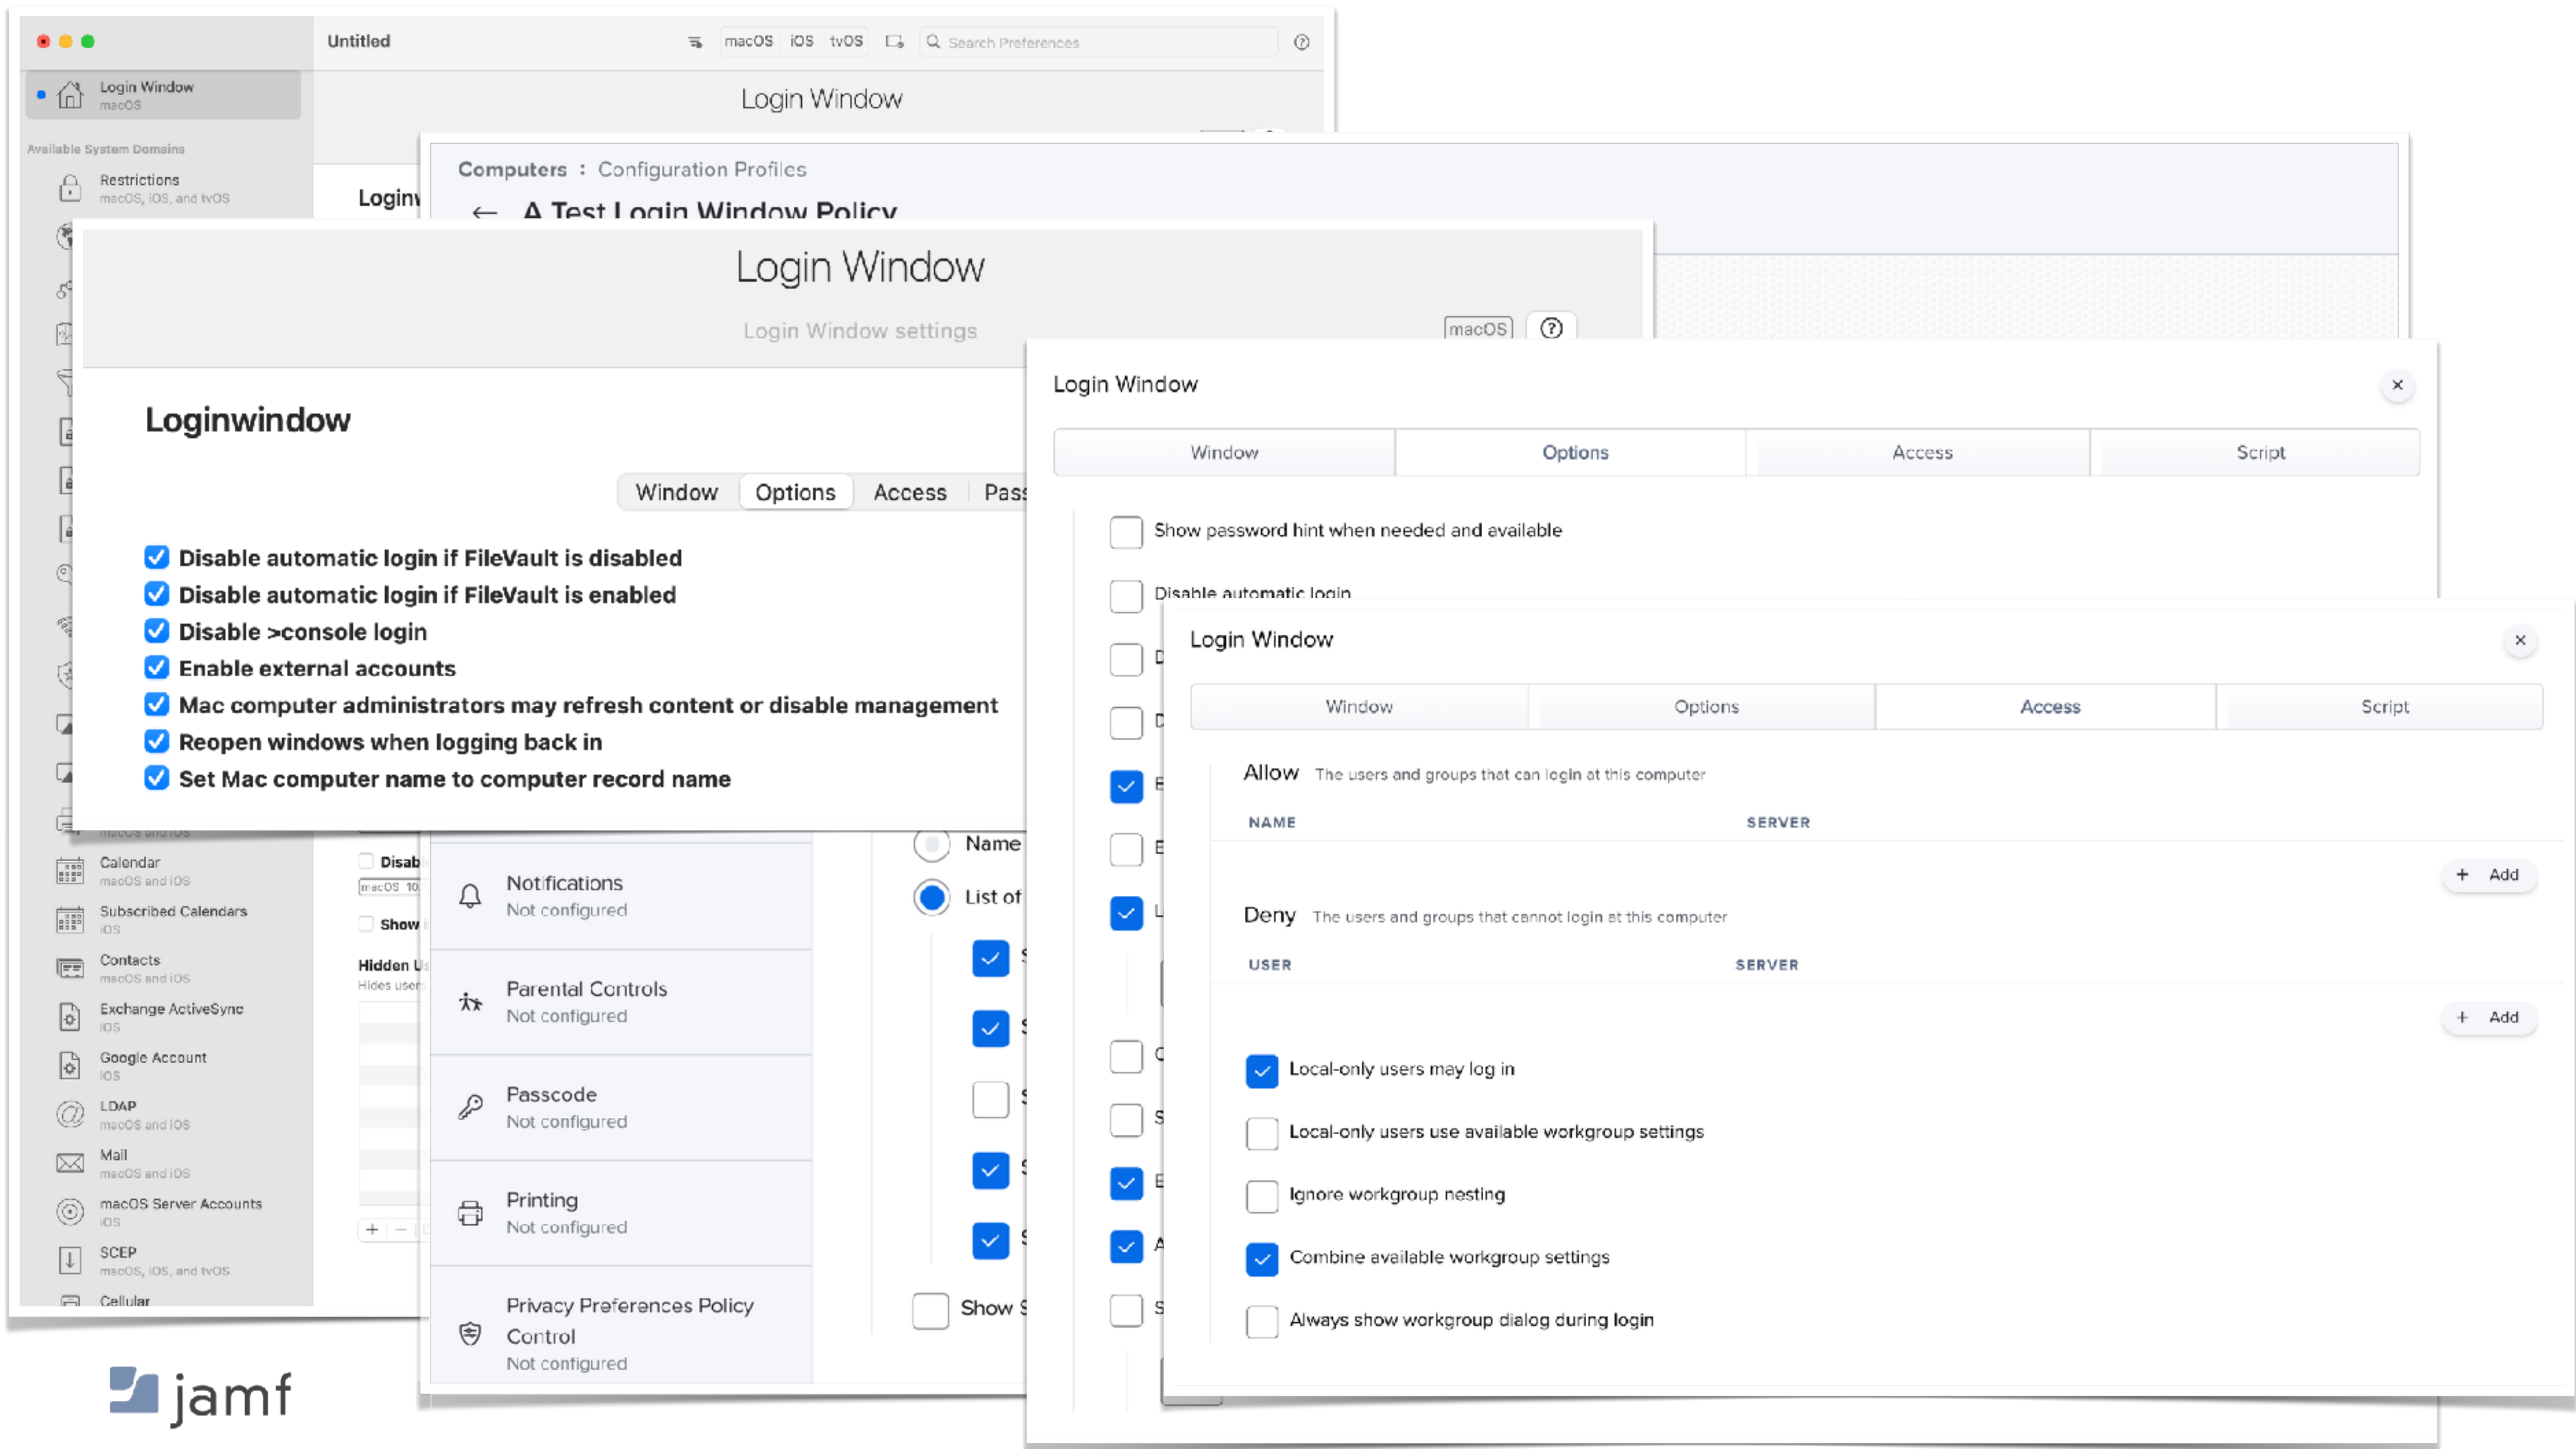 Untitled
macOS iOS tvOS
Search Preferences
Login Window
macOS
Login Window
Available System Domains
Restrictions
macOS, iOS, and tvOS
Computers : Configuration Profiles
← A Test Login Window Policy
Login Window
Login Window settings
macOS
Loginwindow
Window Options Access
Disable automatic login if FileVault is disabled
Disable automatic login if FileVault is enabled
Disable >console login
Enable external accounts
Mac computer administrators may refresh content or disable management
Reopen windows when logging back in
Set Mac computer name to computer record name
macOS and iOS
Calendar
macOS and iOS
Subscribed Calendars
iOS
Contacts
macOS and iOS
Exchange ActiveSync
iOS
Google Account
iOS
LDAP
macOS and iOS
Mail
macOS and iOS
macOS Server Accounts
iOS
SCEP
macOS, iOS, and tvOS
Cellular
macOS 10.
Show
Hidden
Hides
Notifications
Not configured
Parental Controls
Not configured
Passcode
Not configured
Printing
Not configured
Privacy Preferences Policy
Control
Not configured
Name
List of
Show
Login Window
Window Options Access Script
Show password hint when needed and available
Disable automatic login
Login Window
Window Options Access Script
Allow The users and groups that can login at this computer
NAME SERVER
+ Add
Deny The users and groups that cannot login at this computer
USER SERVER
+ Add
Local-only users may log in
Local-only users use available workgroup settings
Ignore workgroup nesting
Combine available workgroup settings
Always show workgroup dialog during login
jamf